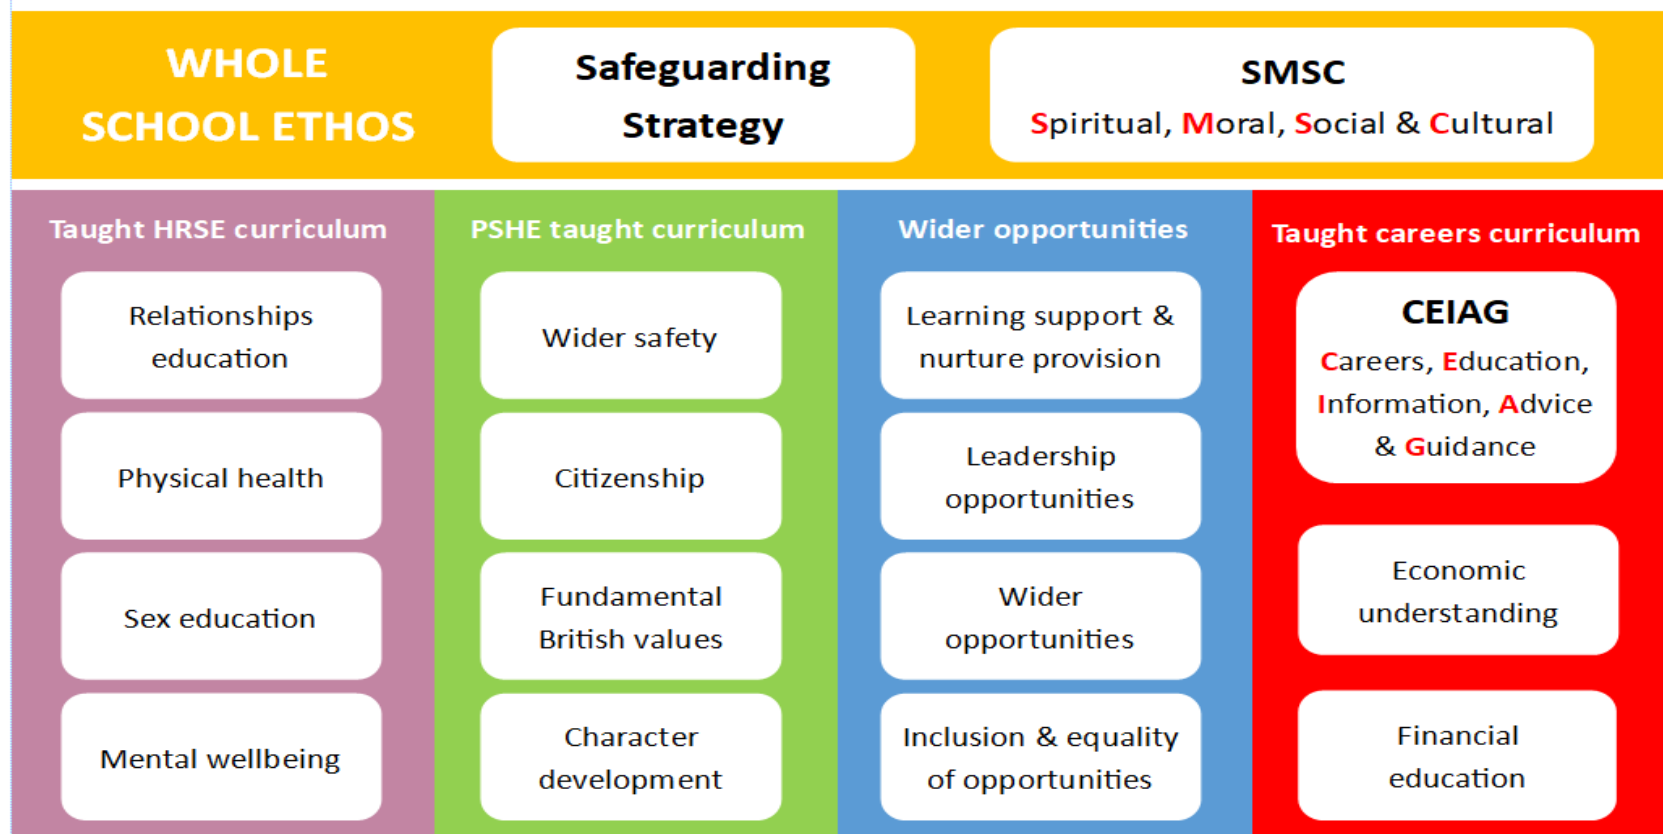 WHOLE
SCHOOL ETHOS
Safeguarding
Strategy
SMSC
Spiritual, Moral, Social & Cultural
Taught HRSE curriculum
Relationships
education
Physical health
Sex education
Mental wellbeing
PSHE taught curriculum
Wider safety
Citizenship
Fundamental
British values
Character
development
Wider opportunities
Learning support &
nurture provision
Leadership
opportunities
Wider
opportunities
Inclusion & equality
of opportunities
Taught careers curriculum
CEIAG
Careers, Education,
Information, Advice
& Guidance
Economic
understanding
Financial
education